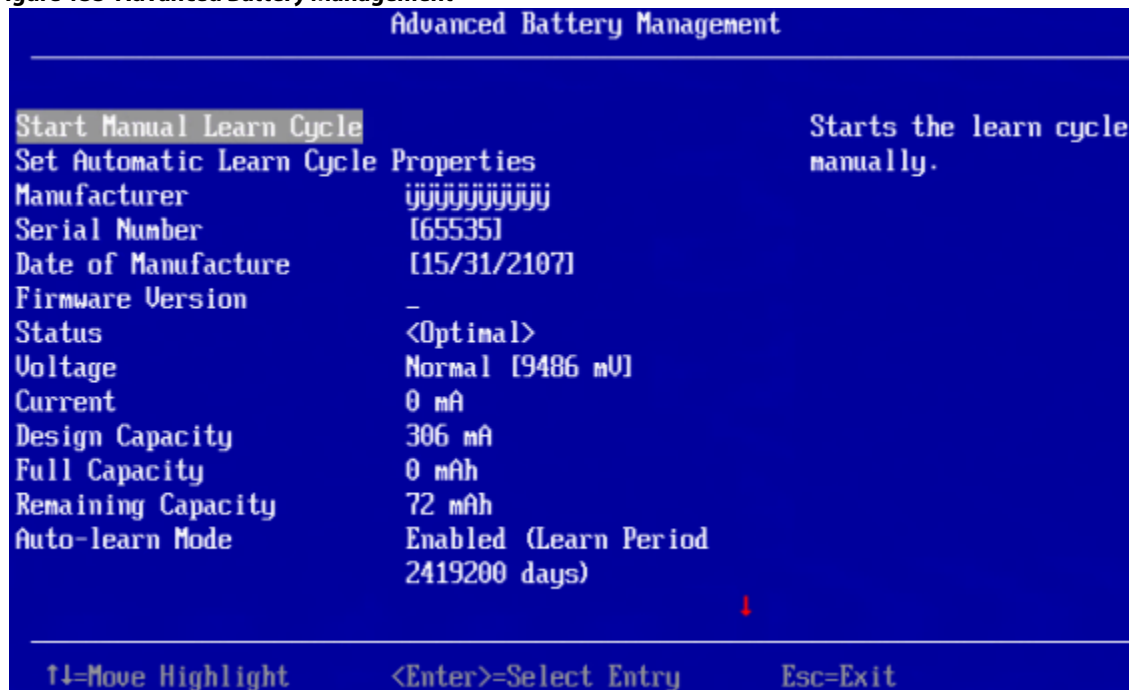 Advanced Battery Management
Start Manual Learn Cycle
Starts the learn cycle
Set Automatic Learn Cycle Properties
manually.
Manufacturer ÿÿÿÿÿÿÿÿÿÿÿ
Serial Number [65535]
Date of Manufacture [15/31/2107]
Firmware Version _
Status <Optimal>
Voltage Normal [9486 mV]
Current 0 mA
Design Capacity 306 mA
Full Capacity 0 mAh
Remaining Capacity 72 mAh
Auto-learn Mode Enabled (Learn Period
2419200 days)
↓
↑↓=Move Highlight <Enter>=Select Entry Esc=Exit